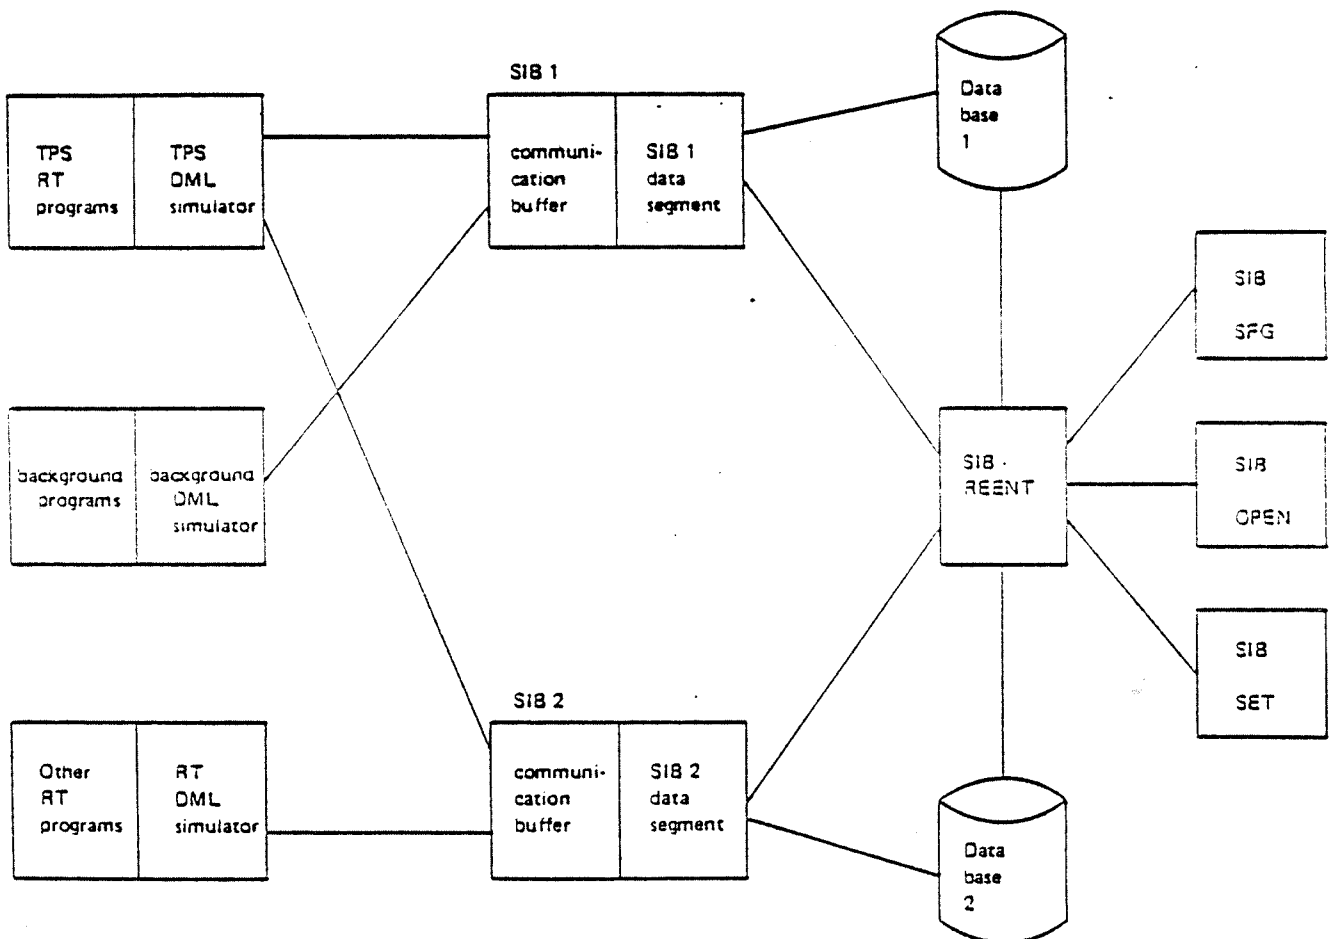 SIB 1
Data
base
1
TPS
RT
programs
TPS
DML
simulator
communi-
cation
buffer
SIB 1
data
segment
SIB
SFG
background
programs
background
DML
simulator
SIB
REENT
SIB
OPEN
SIB
SET
SIB 2
Other
RT
programs
RT
DML
simulator
communi-
cation
buffer
SIB 2
data
segment
Data
base
2